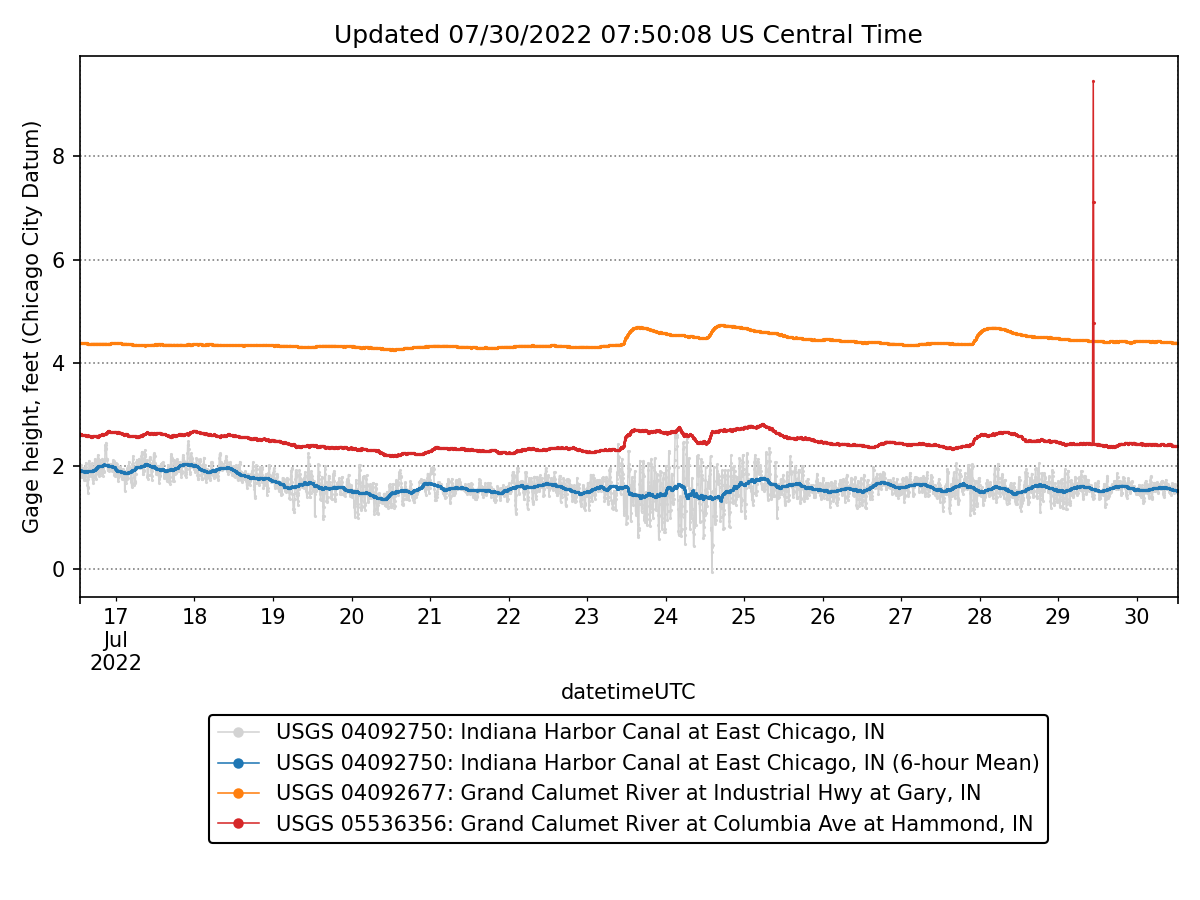 Updated 07/30/2022 07:50:08 US Central Time
Gage height, feet (Chicago City Datum)
8
6
4
2
0
17 18 19 20 21 22 23 24 25 26 27 28 29 30
Jul
2022
datetimeUTC
USGS 04092750: Indiana Harbor Canal at East Chicago, IN
USGS 04092750: Indiana Harbor Canal at East Chicago, IN (6-hour Mean)
USGS 04092677: Grand Calumet River at Industrial Hwy at Gary, IN
USGS 05536356: Grand Calumet River at Columbia Ave at Hammond, IN